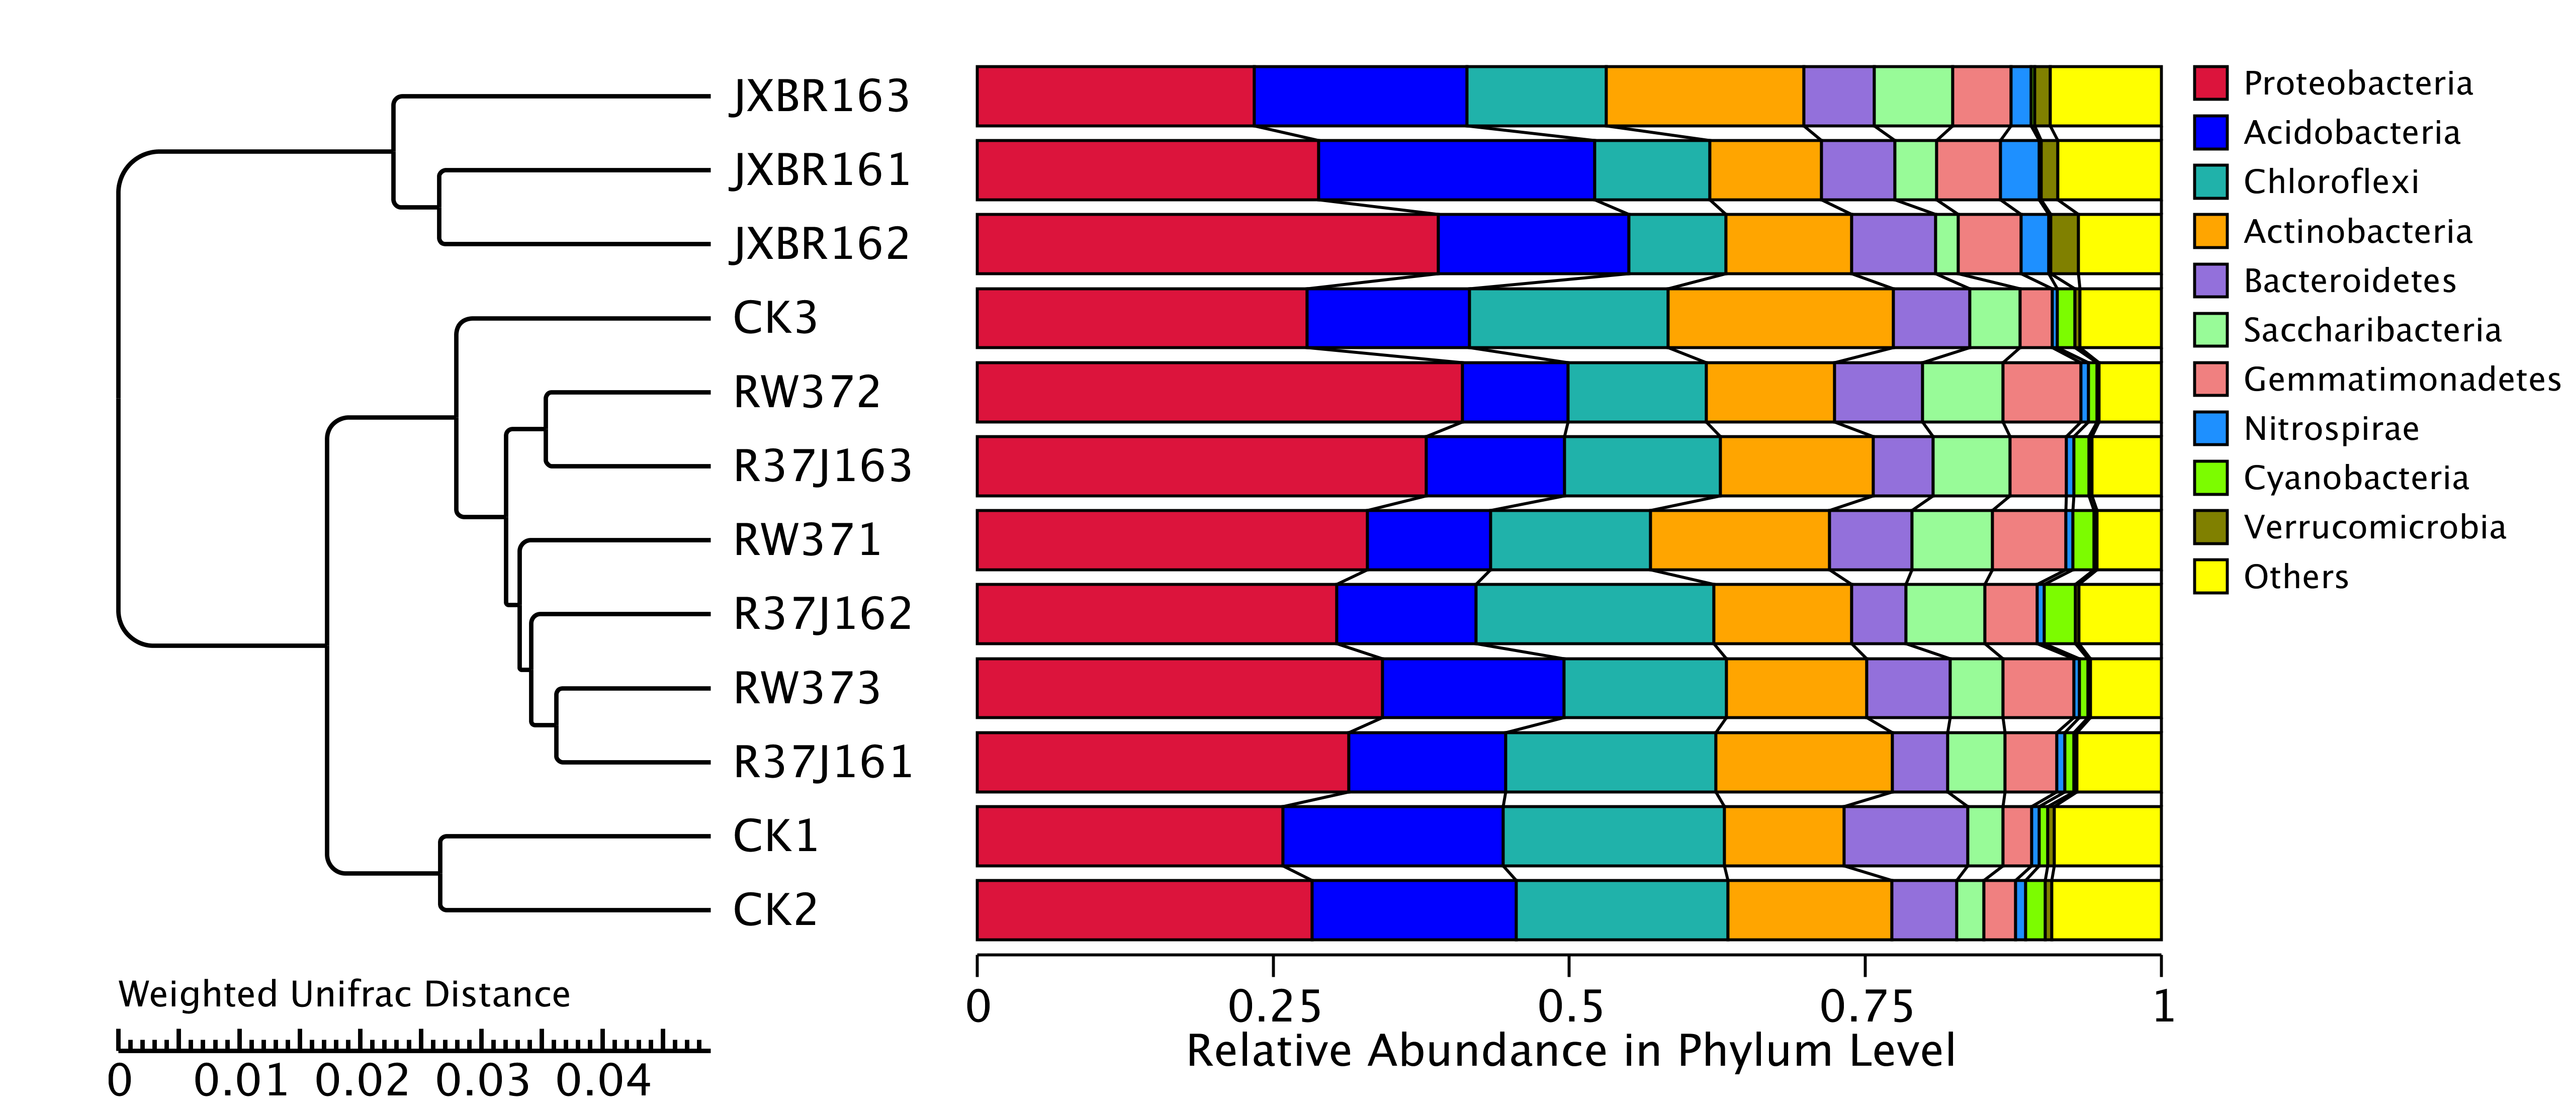 JXBR163
JXBR161
JXBR162
CK3
RW372
R37J163
RW371
R37J162
RW373
R37J161
CK1
CK2
Proteobacteria
Acidobacteria
Chloroflexi
Actinobacteria
Bacteroidetes
Saccharibacteria
Gemmatimonadetes
Nitrospirae
Cyanobacteria
Verrucomicrobia
Others
Weighted Unifrac Distance
0 0.01 0.02 0.03 0.04
0 0.25 0.5 0.75 1
Relative Abundance in Phylum Level